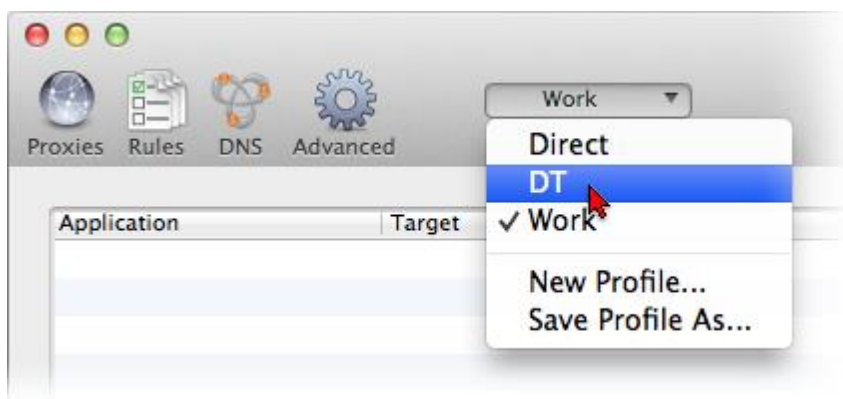 Work
Proxies Rules DNS Advanced
Direct
DT
Application Target
✓ Work
New Profile...
Save Profile As...